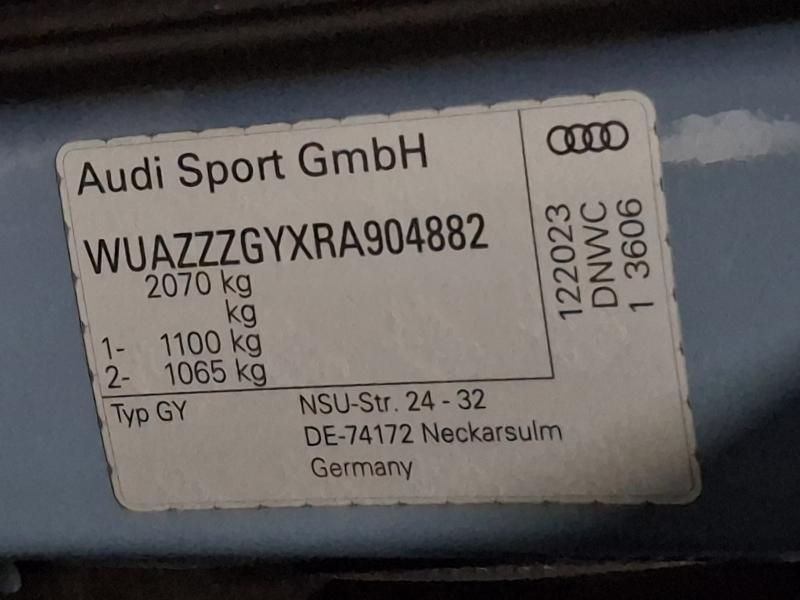 Audi Sport GmbH
WUAZZZGYXRA904882
2070 kg
kg
1- 1100 kg
2- 1065 kg
Typ GY
NSU-Str. 24 - 32
DE-74172 Neckarsulm
Germany
122023
DNWC
1 3606